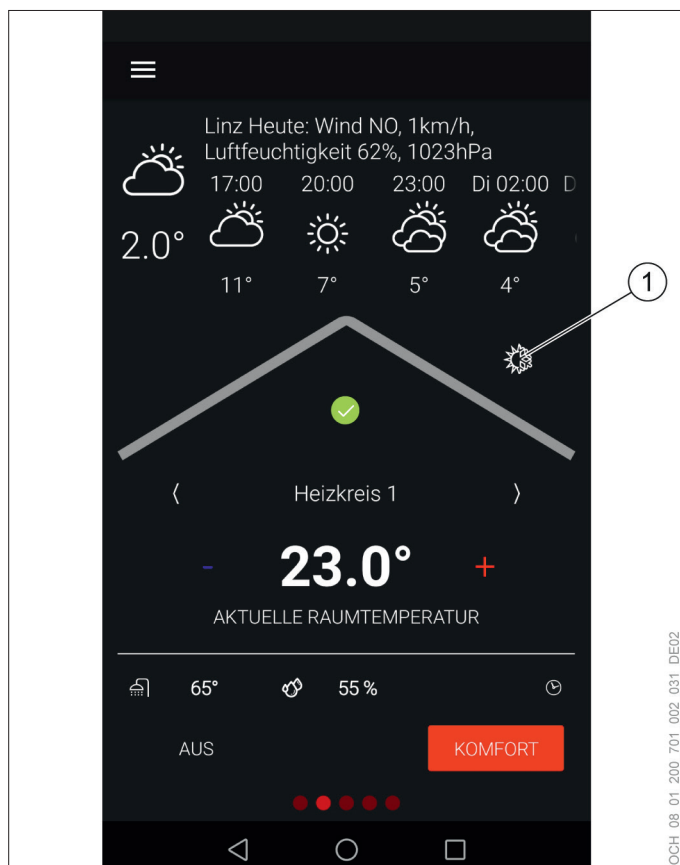 Linz Heute: Wind NO, 1km/h,
Luftfeuchtigkeit 62%, 1023hPa
17:00 20:00 23:00 Di 02:00 D
2.0°
11° 7° 5° 4°
1
Heizkreis 1
- 23.0° +
AKTUELLE RAUMTEMPERATUR
65° 55 %
AUS KOMFORT
OCH 08 01 200 701 002 031 DE02